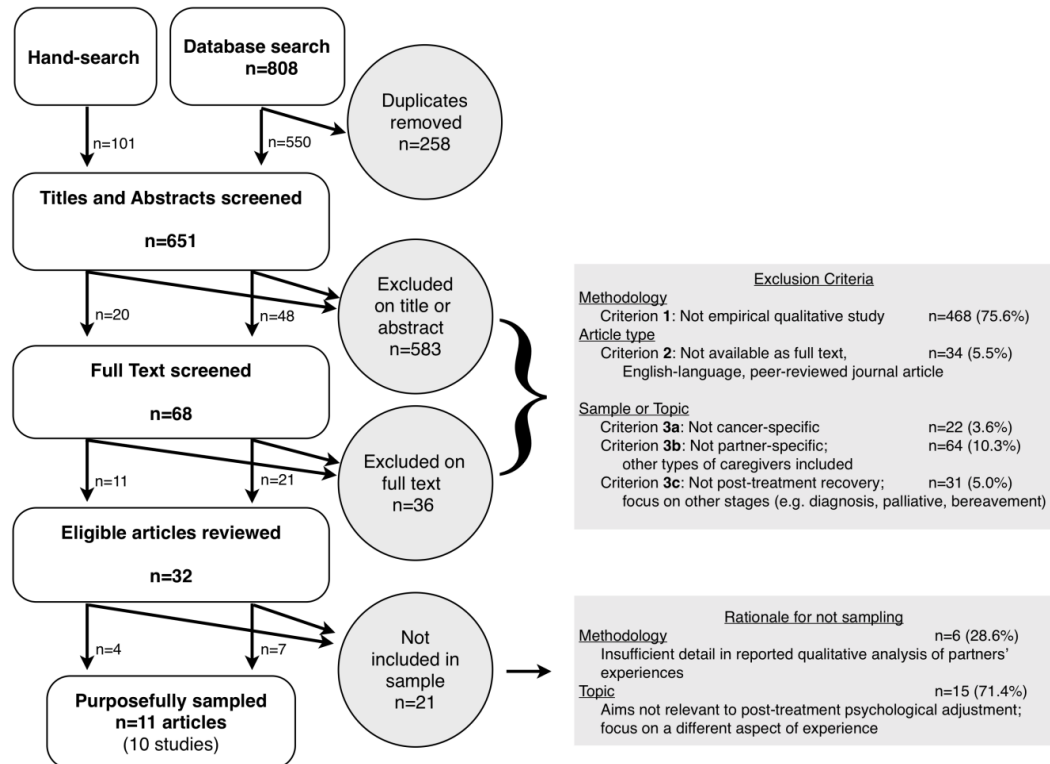 Hand-search
Database search
n=808
Duplicates
removed
n=258
n=101
n=550
Titles and Abstracts screened
n=651
Excluded
on title or
abstract
n=583
n=20
n=48
Full Text screened
n=68
Excluded on
full text
n=36
n=11
n=21
Eligible articles reviewed
n=32
Not
included in
sample
n=21
n=4
n=7
Purposefully sampled
n=11 articles
(10 studies)
Exclusion Criteria
Methodology
Criterion 1: Not empirical qualitative study n=468 (75.6%)
Article type
Criterion 2: Not available as full text, n=34 (5.5%)
English-language, peer-reviewed journal article
Sample or Topic
Criterion 3a: Not cancer-specific n=22 (3.6%)
Criterion 3b: Not partner-specific; n=64 (10.3%)
other types of caregivers included
Criterion 3c: Not post-treatment recovery; n=31 (5.0%)
focus on other stages (e.g. diagnosis, palliative, bereavement)
Rationale for not sampling
Methodology n=6 (28.6%)
Insufficient detail in reported qualitative analysis of partners’
experiences
Topic n=15 (71.4%)
Aims not relevant to post-treatment psychological adjustment;
focus on a different aspect of experience